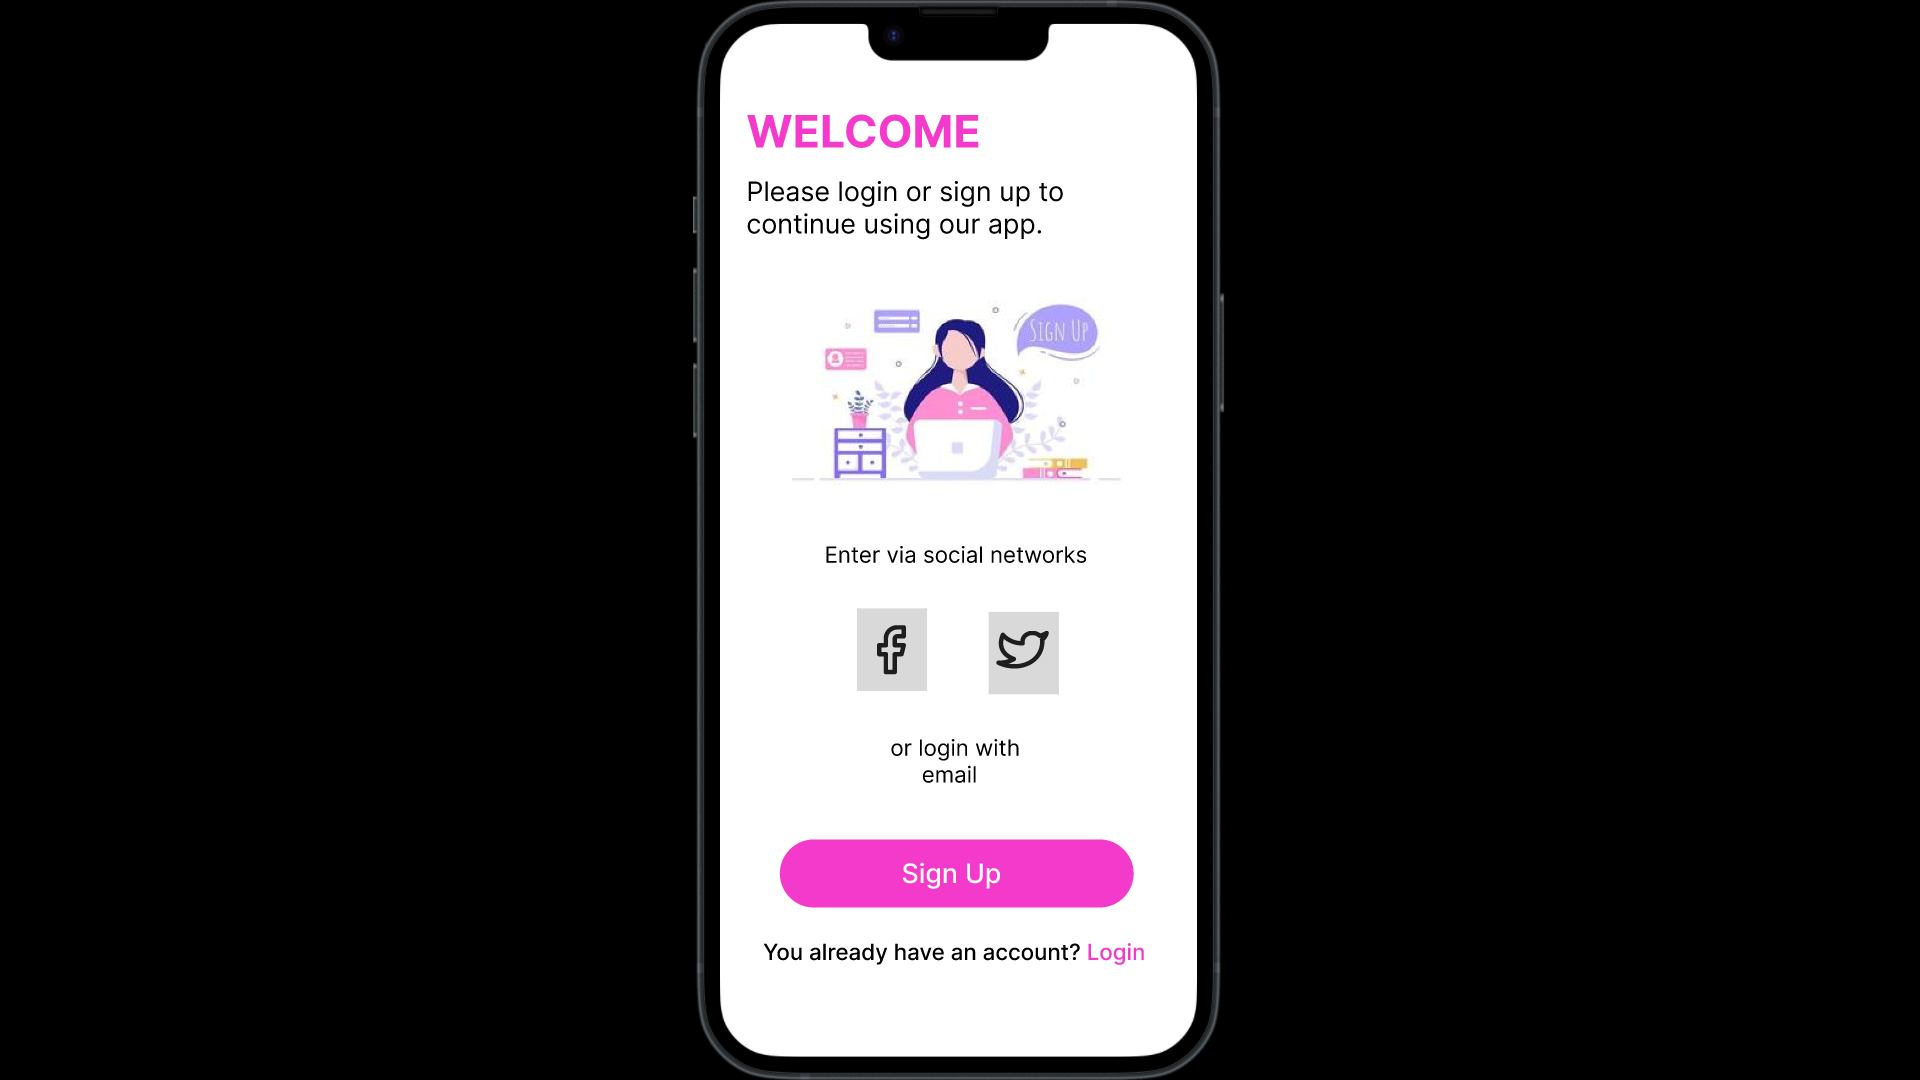 WELCOME
Please login or sign up to
continue using our app.
SIGN UP
Enter via social networks
or login with
email
Sign Up
You already have an account? Login